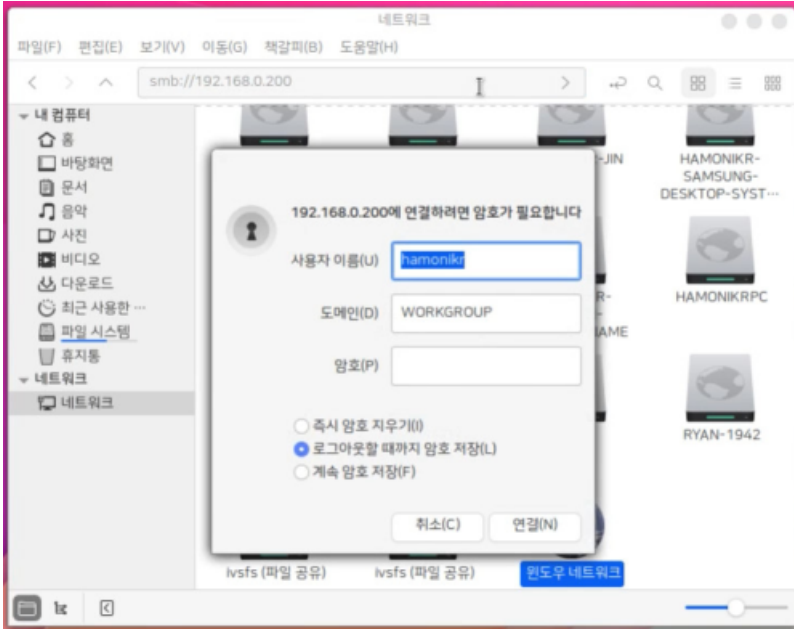 네트워크
파일(F) 편집(E) 보기(V) 이동(G) 책갈피(B) 도움말(H)
smb://192.168.0.200
내 컴퓨터
홈
바탕화면
문서
음악
사진
비디오
다운로드
최근 사용한 ···
파일 시스템
휴지통
네트워크
네트워크
-JIN
HAMONIKR-
SAMSUNG-
DESKTOP-SYST···
192.168.0.200에 연결하려면 암호가 필요합니다
사용자 이름(U) hamonikr
도메인(D) WORKGROUP
암호(P)
즉시 암호 지우기(I)
로그아웃할 때까지 암호 저장(L)
계속 암호 저장(F)
취소(C) 연결(N)
R-
-
AME
HAMONIKRPC
RYAN-1942
ivsfs (파일 공유) ivsfs (파일 공유) 윈도우 네트워크